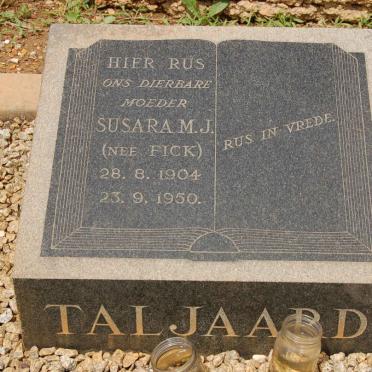 HIER RUS
ONS DIERBARE
MOEDER
SUSARA M.J.
(NEE FICK)
28. 8. 1904
23. 9. 1950.
RUS IN VREDE.
TALJAARD